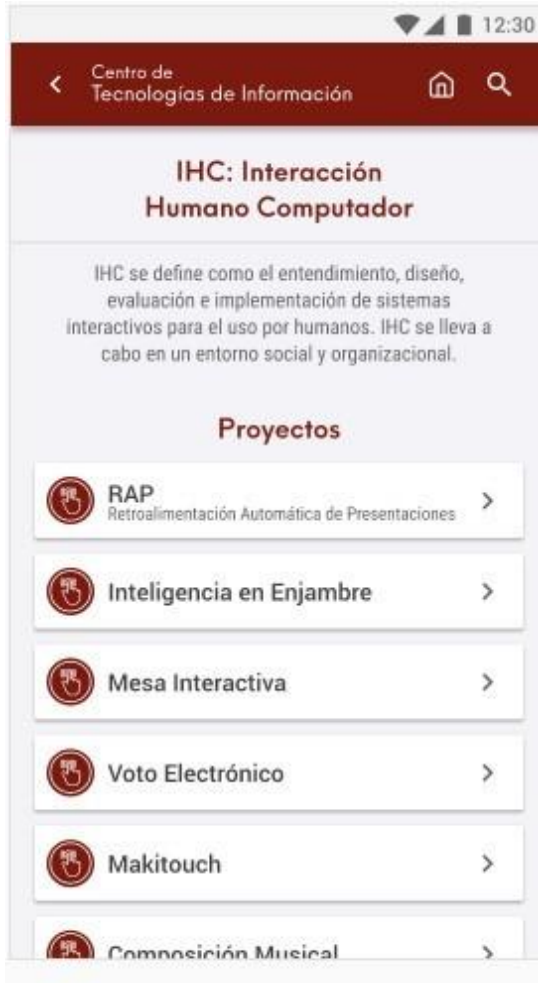 12:30
Centro de
Tecnologías de Información
IHC: Interacción
Humano Computador
IHC se define como el entendimiento, diseño,
evaluación e implementación de sistemas
interactivos para el uso por humanos. IHC se lleva a
cabo en un entorno social y organizacional.
Proyectos
RAP
Retroalimentación Automática de Presentaciones
Inteligencia en Enjambre
Mesa Interactiva
Voto Electrónico
Makitouch
Composición Musical